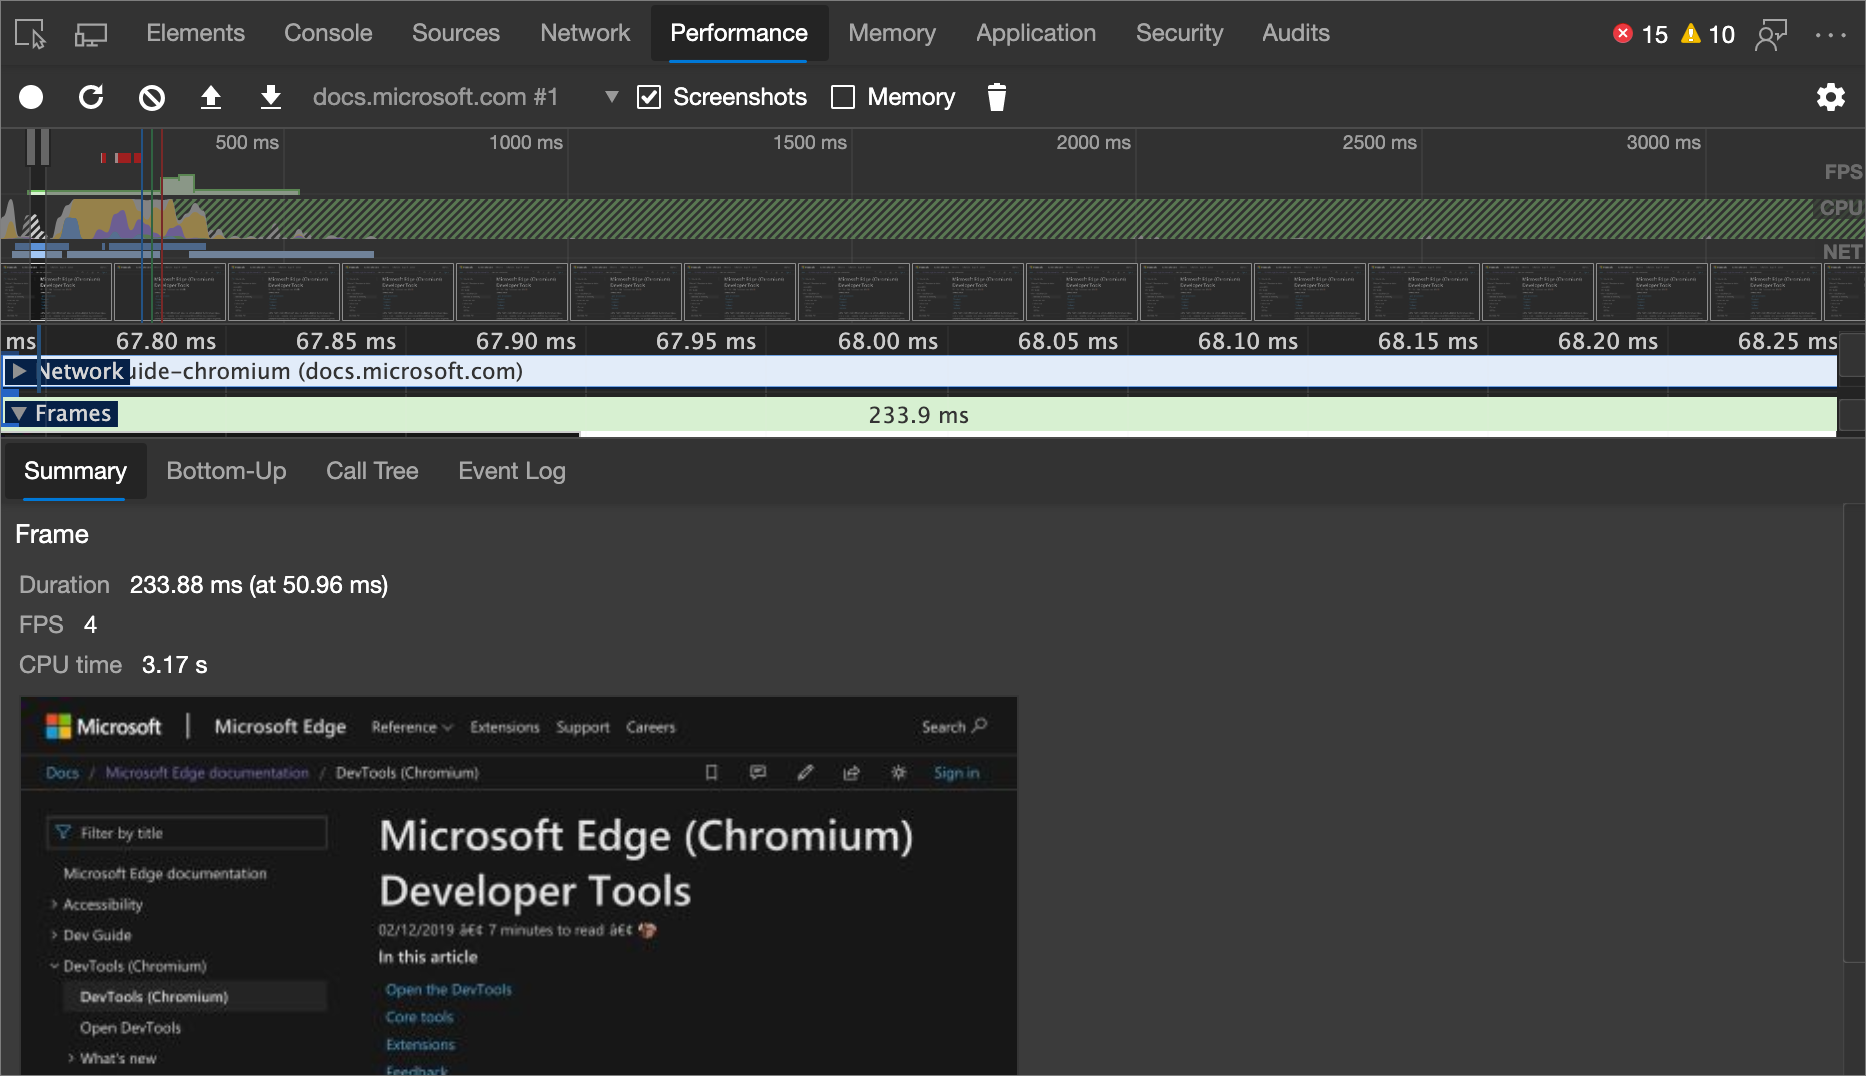 Elements Console Sources Network Performance Memory Application Security Audits 15 10
docs.microsoft.com #1 Screenshots Memory
500 ms 1000 ms 1500 ms 2000 ms 2500 ms 3000 ms
FPS
CPU
NET
ms 67.80 ms 67.85 ms 67.90 ms 67.95 ms 68.00 ms 68.05 ms 68.10 ms 68.15 ms 68.20 ms 68.25 ms
Network uide-chromium (docs.microsoft.com)
Frames 233.9 ms
Summary Bottom-Up Call Tree Event Log
Frame
Duration 233.88 ms (at 50.96 ms)
FPS 4
CPU time 3.17 s
Microsoft | Microsoft Edge Reference Extensions Support Careers Search
Docs / Microsoft Edge documentation / DevTools (Chromium) Sign in
Filter by title
Microsoft Edge documentation
Accessibility
Dev Guide
DevTools (Chromium)
DevTools (Chromium)
Open DevTools
What's new
Microsoft Edge (Chromium)
Developer Tools
02/12/2019 â€¢ 7 minutes to read â€¢
In this article
Open the DevTools
Core tools
Extensions
Feedback